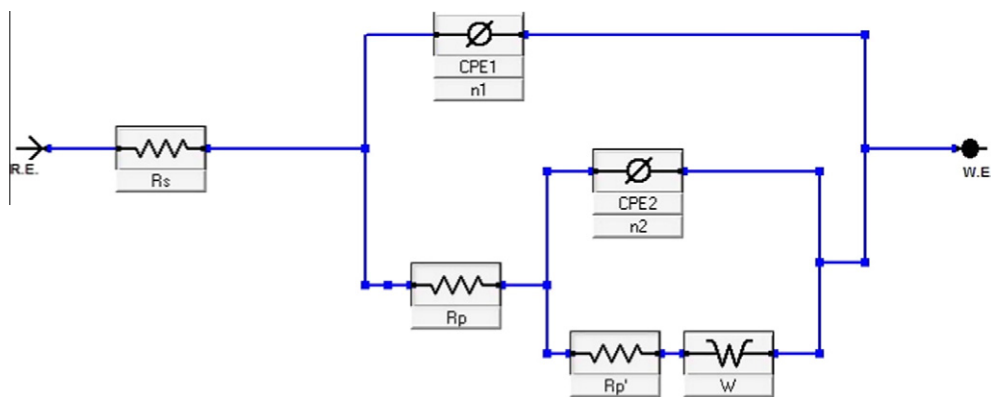 CPE1
n1
R.E.
Rs
W.E
CPE2
n2
Rp
Rp'
W